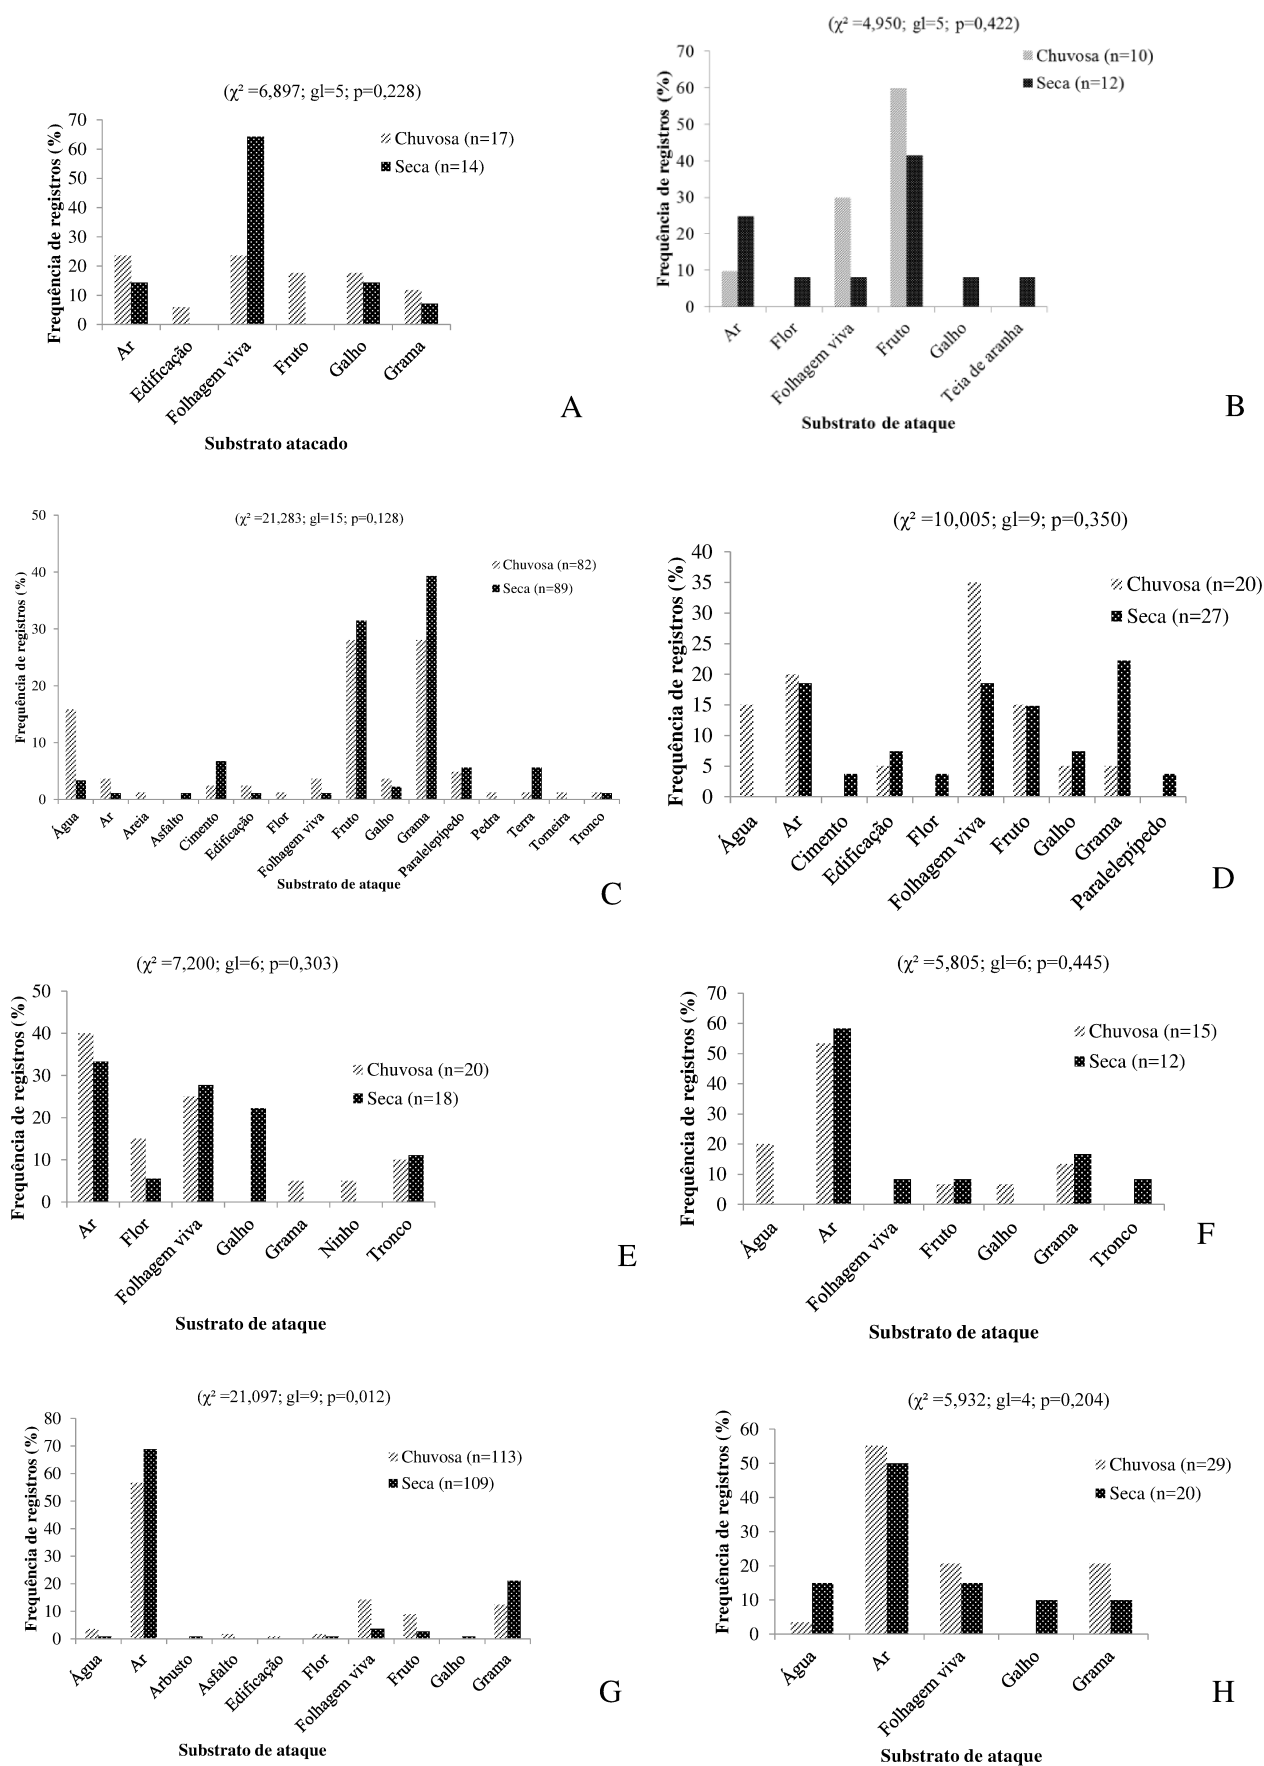 (χ² =6,897; gl=5; p=0,228)
Frequência de registros (%)
70
60
50
40
30
20
10
0
Chuvosa (n=17)
Seca (n=14)
Ar
Edificação
Folhagem viva
Fruto
Galho
Grama
Substrato atacado
A
(χ² =4,950; gl=5; p=0,422)
Frequência de registros (%)
70
60
50
40
30
20
10
0
Chuvosa (n=10)
Seca (n=12)
Ar
Flor
Folhagem viva
Fruto
Galho
Teia de aranha
Substrato de ataque
B
(χ² =21,283; gl=15; p=0,128)
Frequência de registros (%)
50
40
30
20
10
0
Chuvosa (n=82)
Seca (n=89)
Água
Ar
Areia
Asfalto
Cimento
Edificação
Flor
Folhagem viva
Fruto
Galho
Grama
Paralelepípedo
Pedra
Terra
Torneira
Tronco
Substrato de ataque
C
(χ² =10,005; gl=9; p=0,350)
Frequência de registros (%)
40
35
30
25
20
15
10
5
0
Chuvosa (n=20)
Seca (n=27)
Água
Ar
Cimento
Edificação
Flor
Folhagem viva
Fruto
Galho
Grama
Paralelepípedo
D
(χ² =7,200; gl=6; p=0,303)
Frequência de registros (%)
50
40
30
20
10
0
Chuvosa (n=20)
Seca (n=18)
Ar
Flor
Folhagem viva
Galho
Grama
Ninho
Tronco
Sustrato de ataque
E
(χ² =5,805; gl=6; p=0,445)
Frequência de registros (%)
70
60
50
40
30
20
10
0
Chuvosa (n=15)
Seca (n=12)
Água
Ar
Folhagem viva
Fruto
Galho
Grama
Tronco
Substrato de ataque
F
(χ² =21,097; gl=9; p=0,012)
Frequência de registros (%)
80
70
60
50
40
30
20
10
0
Chuvosa (n=113)
Seca (n=109)
Água
Ar
Arbusto
Asfalto
Edificação
Flor
Folhagem viva
Fruto
Galho
Grama
Substrato de ataque
G
(χ² =5,932; gl=4; p=0,204)
Frequência de registros (%)
60
50
40
30
20
10
0
Chuvosa (n=29)
Seca (n=20)
Água
Ar
Folhagem viva
Galho
Grama
Substrato de ataque
H